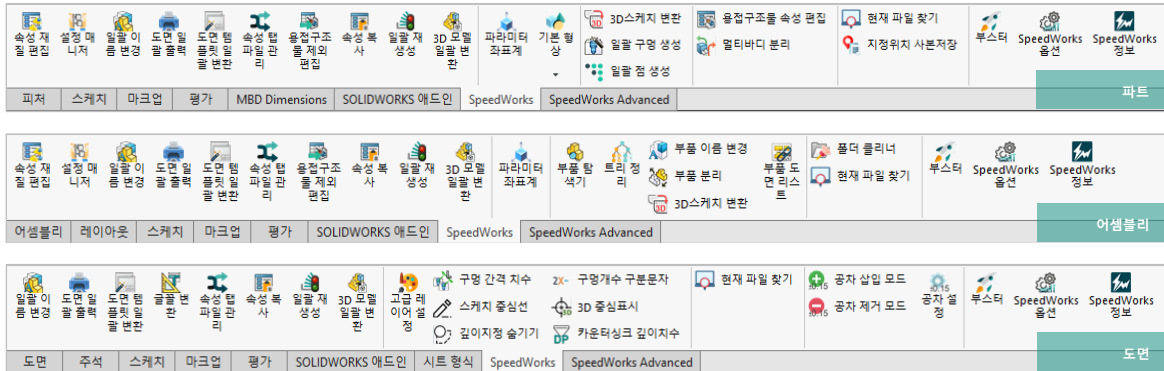 속성 재질 편집
설정 매니저
일괄 이름 변경
도면 일괄 출력
도면 템플릿 일괄 변환
속성 탭 파일 관리
용접구조물 제외 편집
속성 복사
일괄 재생성
3D 모델 일괄 변환
파라미터 좌표계
기본 형상
3D스케치 변환
일괄 구멍 생성
일괄 점 생성
용접구조물 속성 편집
멀티바디 분리
현재 파일 찾기
지정위치 사본저장
부스터
SpeedWorks 옵션
SpeedWorks 정보
파트
피처 스케치 마크업 평가 MBD Dimensions SOLIDWORKS 애드인 SpeedWorks SpeedWorks Advanced
속성 재질 편집
설정 매니저
일괄 이름 변경
도면 일괄 출력
도면 템플릿 일괄 변환
속성 탭 파일 관리
용접구조물 제외 편집
속성 복사
일괄 재생성
3D 모델 일괄 변환
파라미터 좌표계
부품 탐색기
트리 정리
부품 이름 변경
부품 분리
3D스케치 변환
부품 도면 리스트
폴더 클리너
현재 파일 찾기
부스터
SpeedWorks 옵션
SpeedWorks 정보
어셈블리
어셈블리 레이아웃 스케치 마크업 평가 SOLIDWORKS 애드인 SpeedWorks SpeedWorks Advanced
일괄 이름 변경
도면 일괄 출력
도면 템플릿 일괄 변환
글꼴 변환
속성 탭 파일 관리
속성 복사
일괄 재생성
3D 모델 일괄 변환
고급 레이어 설정
구멍 간격 치수
스케치 중심선
깊이지정 숨기기
2X- 구멍개수 구분문자
3D 중심표시
DP 카운터싱크 깊이치수
현재 파일 찾기
공차 삽입 모드
공차 제거 모드
공차 설정
부스터
SpeedWorks 옵션
SpeedWorks 정보
도면
도면 주석 스케치 마크업 평가 SOLIDWORKS 애드인 시트 형식 SpeedWorks SpeedWorks Advanced